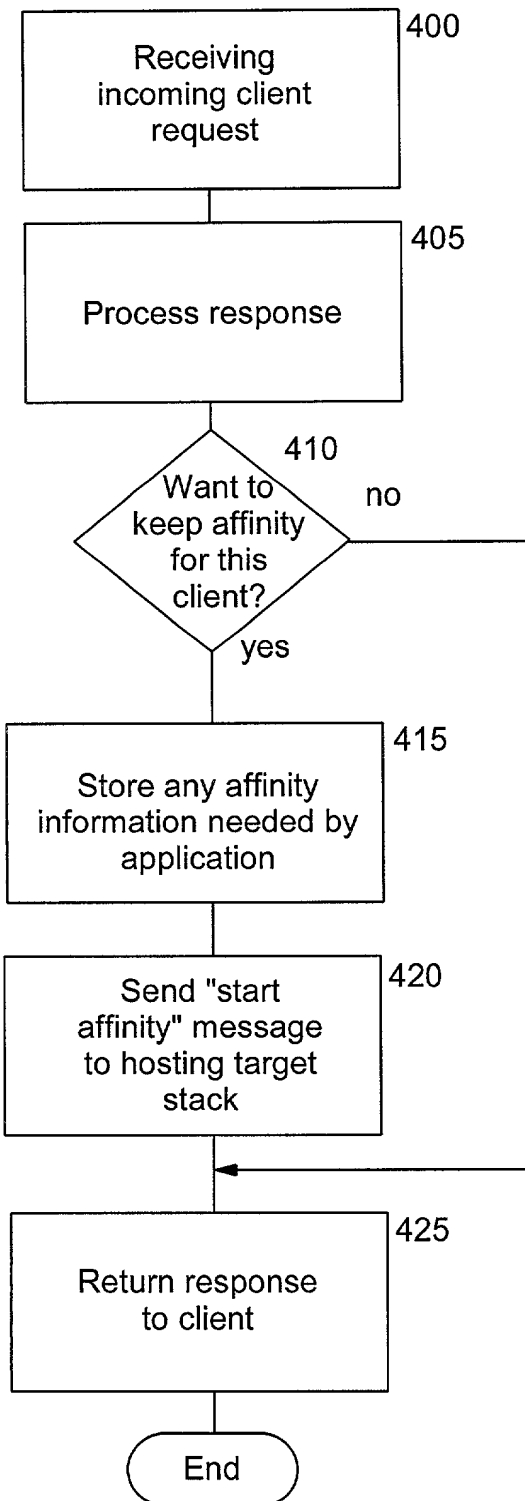 400
Receiving
incoming client
request
405
Process response
410
Want to
keep affinity
for this
client?
no
yes
415
Store any affinity
information needed by
application
420
Send "start
affinity" message
to hosting target
stack
425
Return response
to client
End